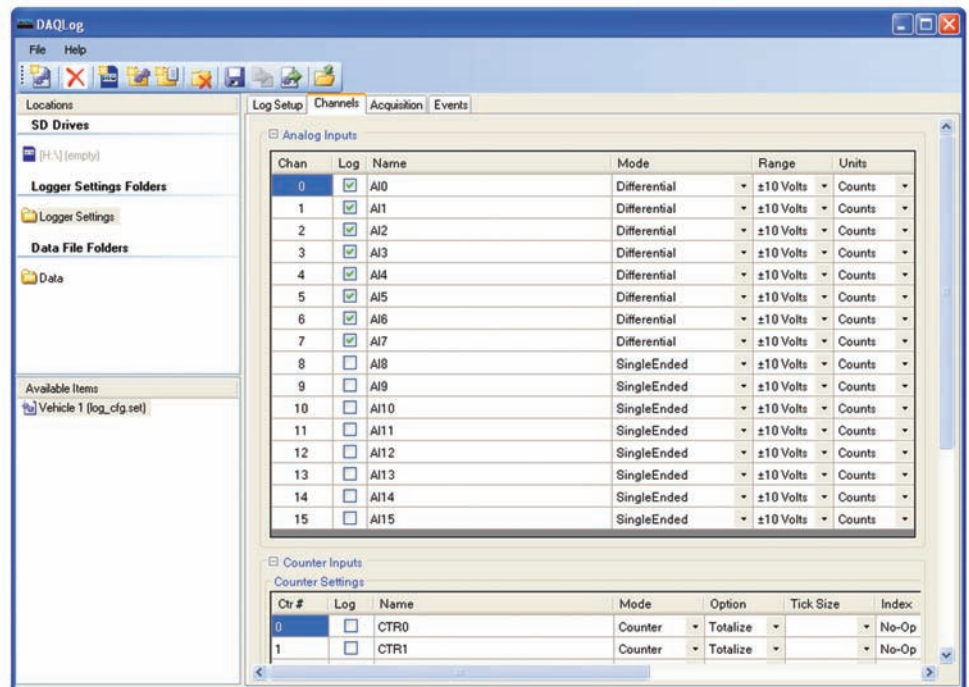 DAQLog
File Help
Locations
SD Drives
[H:\] (empty)
Logger Settings Folders
Logger Settings
Data File Folders
Data
Available Items
Vehicle 1 (log_cfg.set)
Log Setup Channels Acquisition Events
Analog Inputs
Chan Log Name Mode Range Units
0 AI0 Differential ±10 Volts Counts
1 AI1 Differential ±10 Volts Counts
2 AI2 Differential ±10 Volts Counts
3 AI3 Differential ±10 Volts Counts
4 AI4 Differential ±10 Volts Counts
5 AI5 Differential ±10 Volts Counts
6 AI6 Differential ±10 Volts Counts
7 AI7 Differential ±10 Volts Counts
8 AI8 SingleEnded ±10 Volts Counts
9 AI9 SingleEnded ±10 Volts Counts
10 AI10 SingleEnded ±10 Volts Counts
11 AI11 SingleEnded ±10 Volts Counts
12 AI12 SingleEnded ±10 Volts Counts
13 AI13 SingleEnded ±10 Volts Counts
14 AI14 SingleEnded ±10 Volts Counts
15 AI15 SingleEnded ±10 Volts Counts
Counter Inputs
Counter Settings
Ctr # Log Name Mode Option Tick Size Index
0 CTR0 Counter Totalize No-Op
1 CTR1 Counter Totalize No-Op